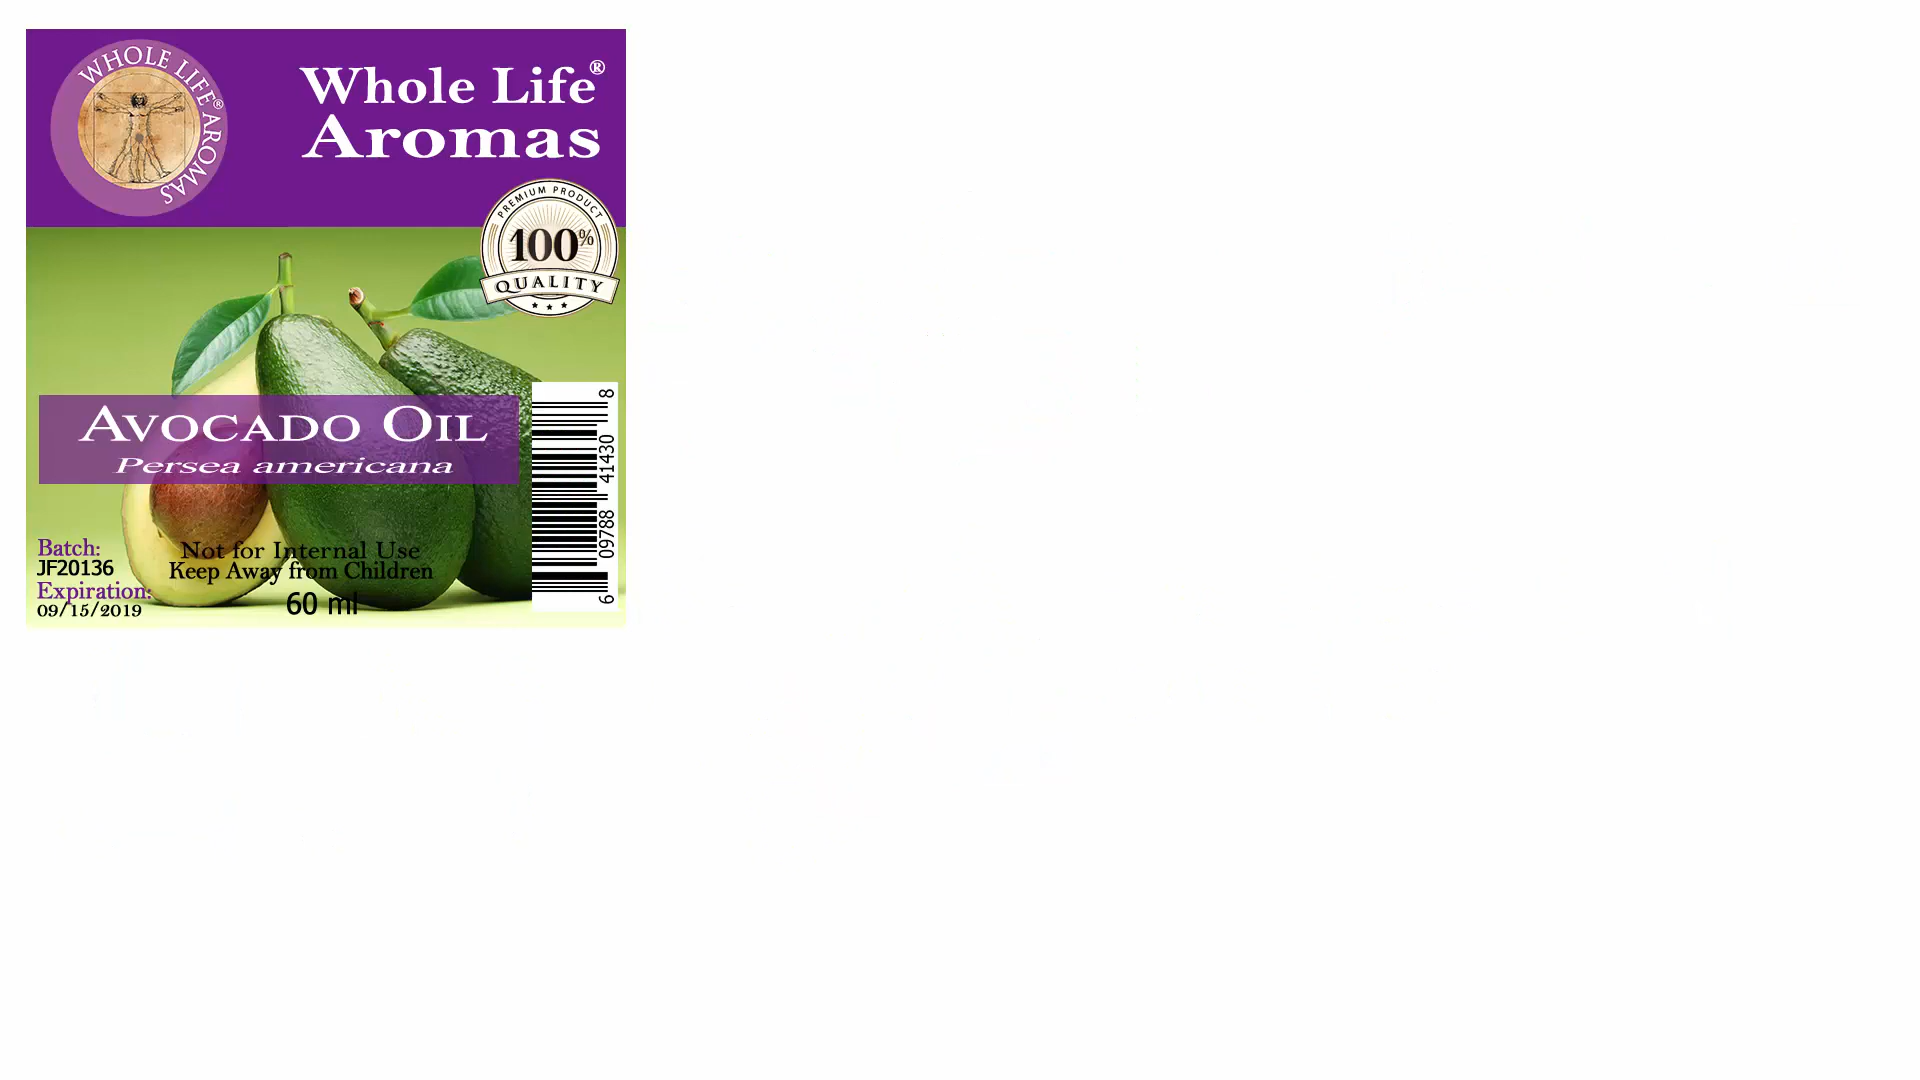 WHOLE LIFE® AROMAS
Whole Life®
Aromas
PREMIUM PRODUCT
100%
QUALITY
Avocado Oil
Persea americana
Batch:
JF20136
Expiration:
09/15/2019
Not for Internal Use
Keep Away from Children
60 ml
6 09788 41430 8